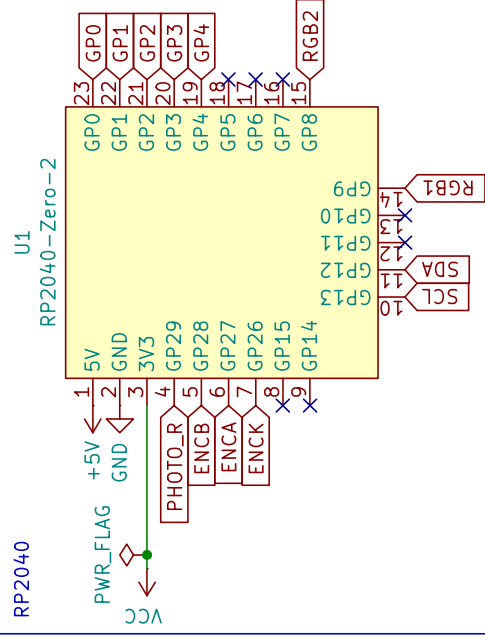 GP0
GP1
GP2
GP3
GP4
RGB2
23
22
21
20
19
18
17
16
15
GP0
GP1
GP2
GP3
GP4
GP5
GP6
GP7
GP8
U1
RP2040-Zero-2
GP9
14
RGB1
GP10
13
GP11
12
GP12
11
SDA
GP13
10
SCL
5V
GND
3V3
GP29
GP28
GP27
GP26
GP15
GP14
1
2
3
4
5
6
7
8
9
+5V
GND
PHOTO_R
ENCB
ENCA
ENCK
PWR_FLAG
VCC
RP2040